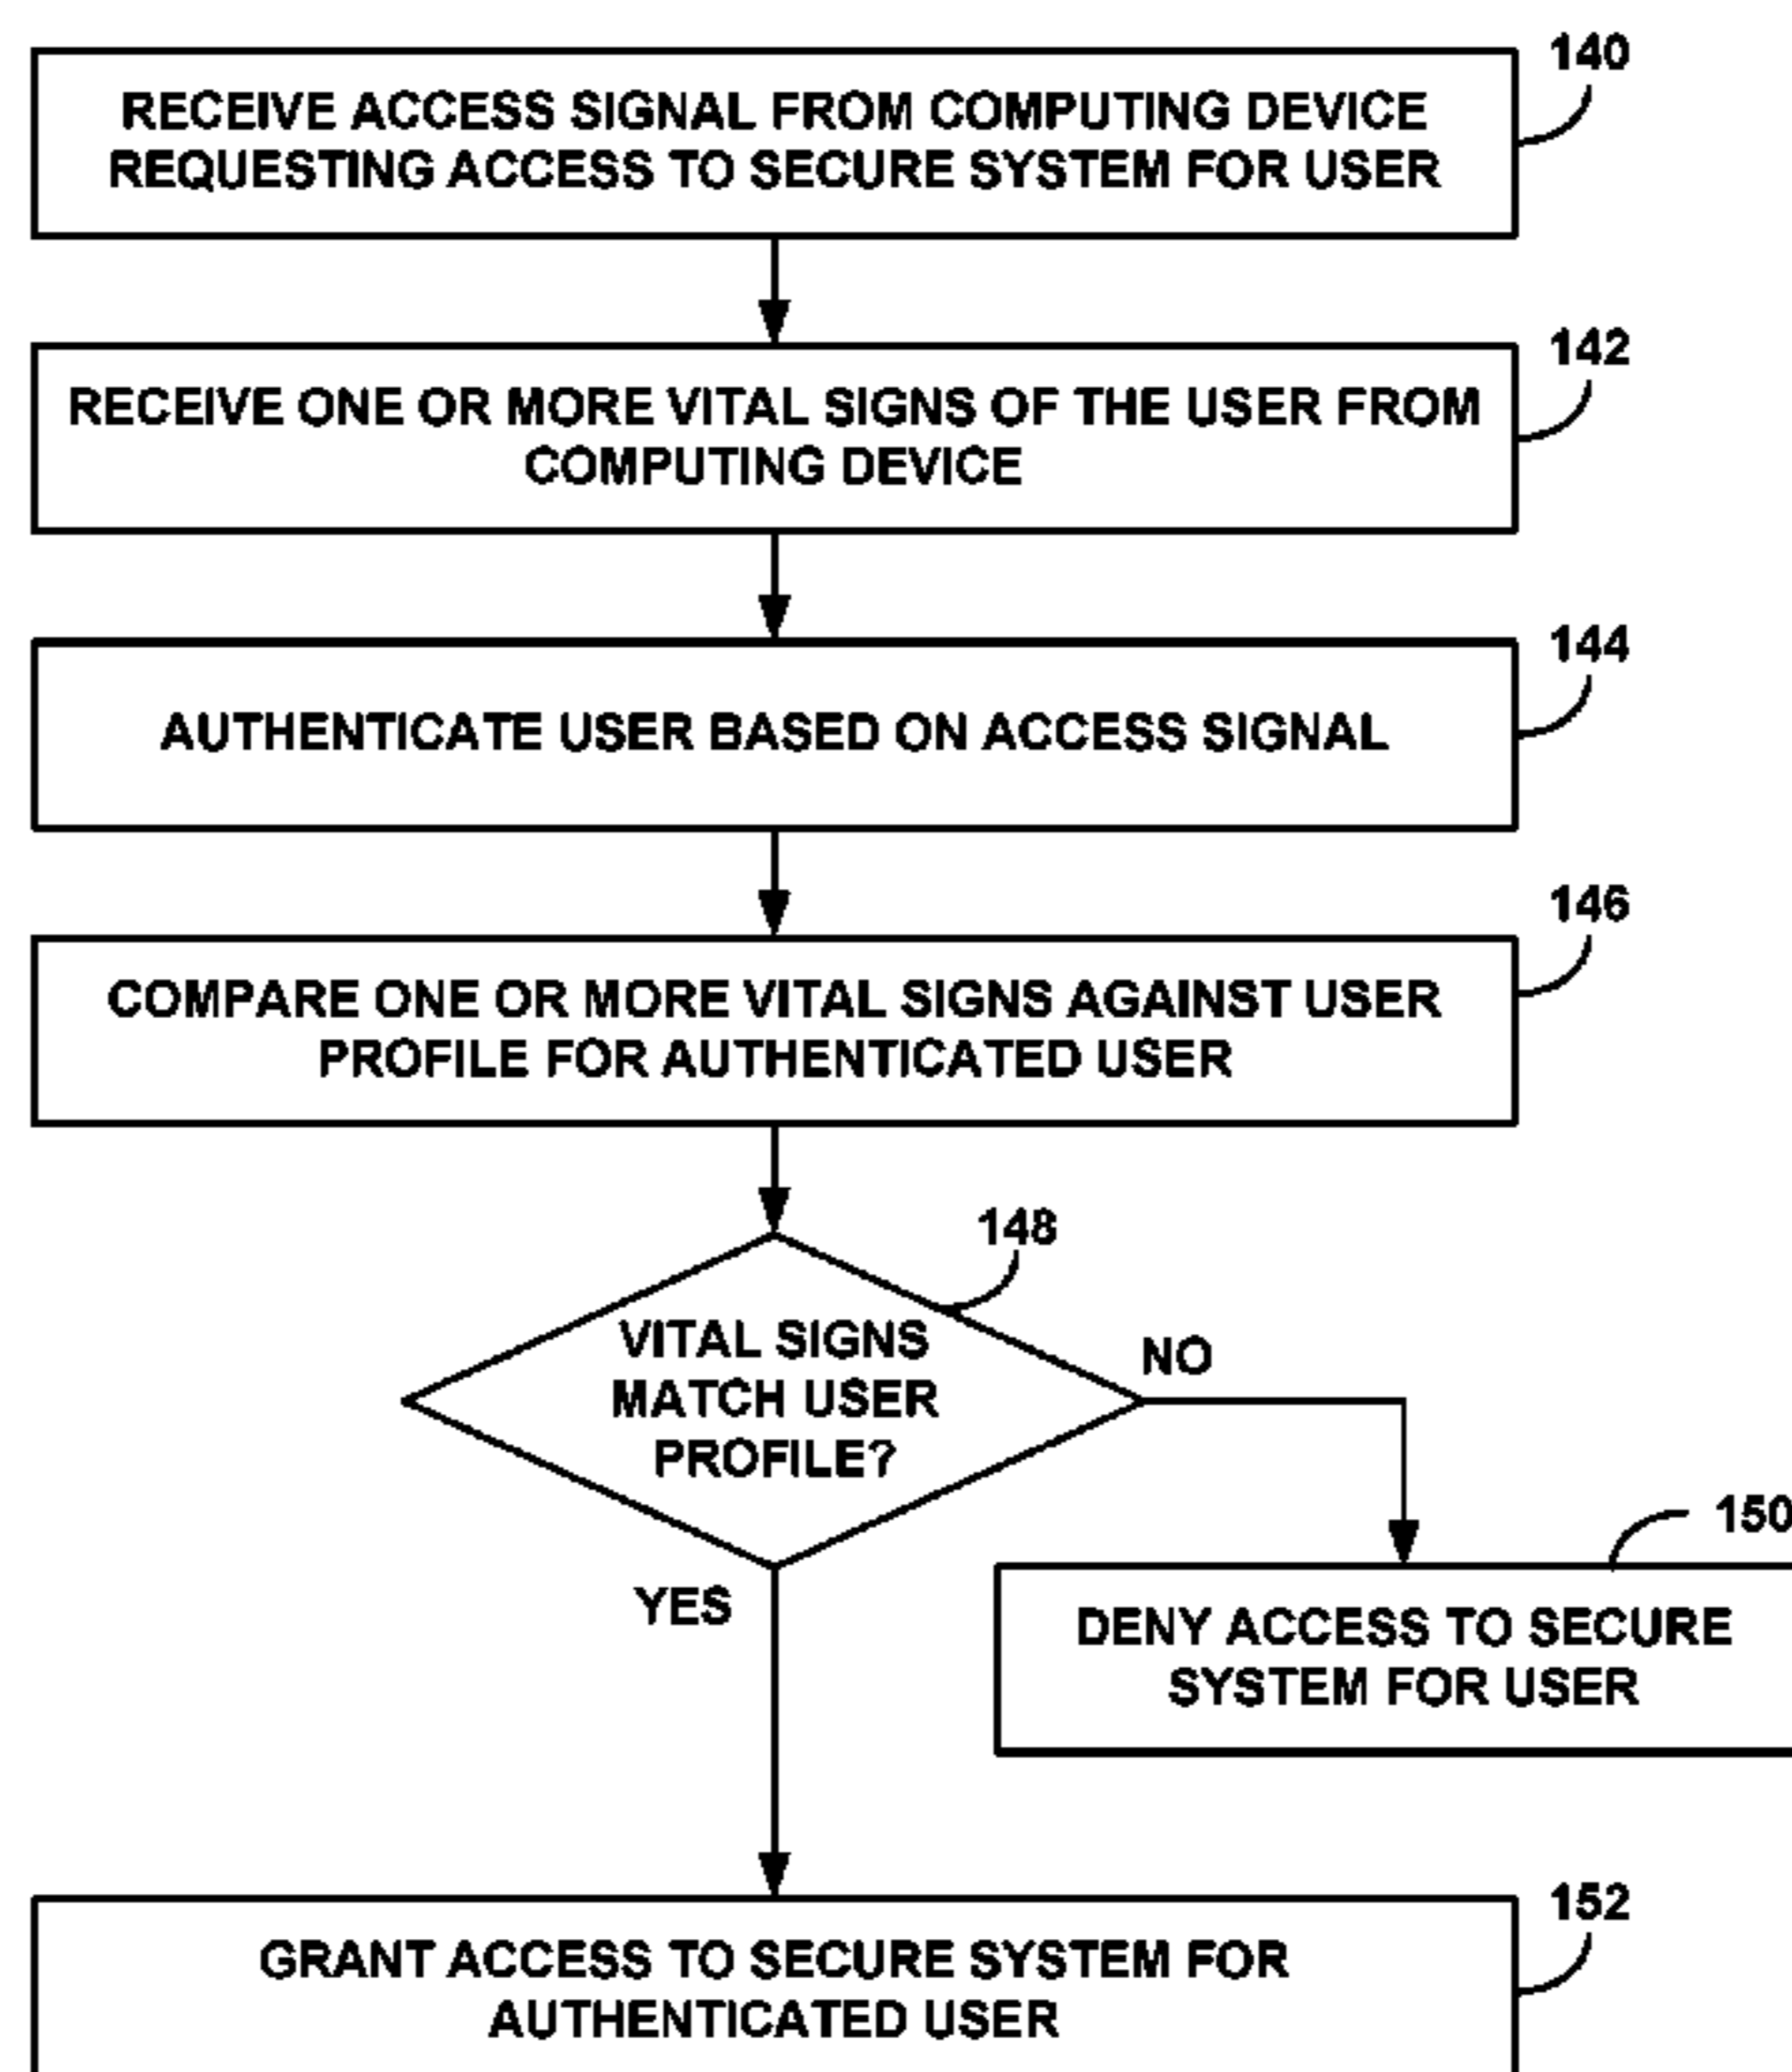 140
RECEIVE ACCESS SIGNAL FROM COMPUTING DEVICE
REQUESTING ACCESS TO SECURE SYSTEM FOR USER
142
RECEIVE ONE OR MORE VITAL SIGNS OF THE USER FROM
COMPUTING DEVICE
144
AUTHENTICATE USER BASED ON ACCESS SIGNAL
146
COMPARE ONE OR MORE VITAL SIGNS AGAINST USER
PROFILE FOR AUTHENTICATED USER
148
VITAL SIGNS
MATCH USER
PROFILE?
NO
150
YES
DENY ACCESS TO SECURE
SYSTEM FOR USER
152
GRANT ACCESS TO SECURE SYSTEM FOR
AUTHENTICATED USER